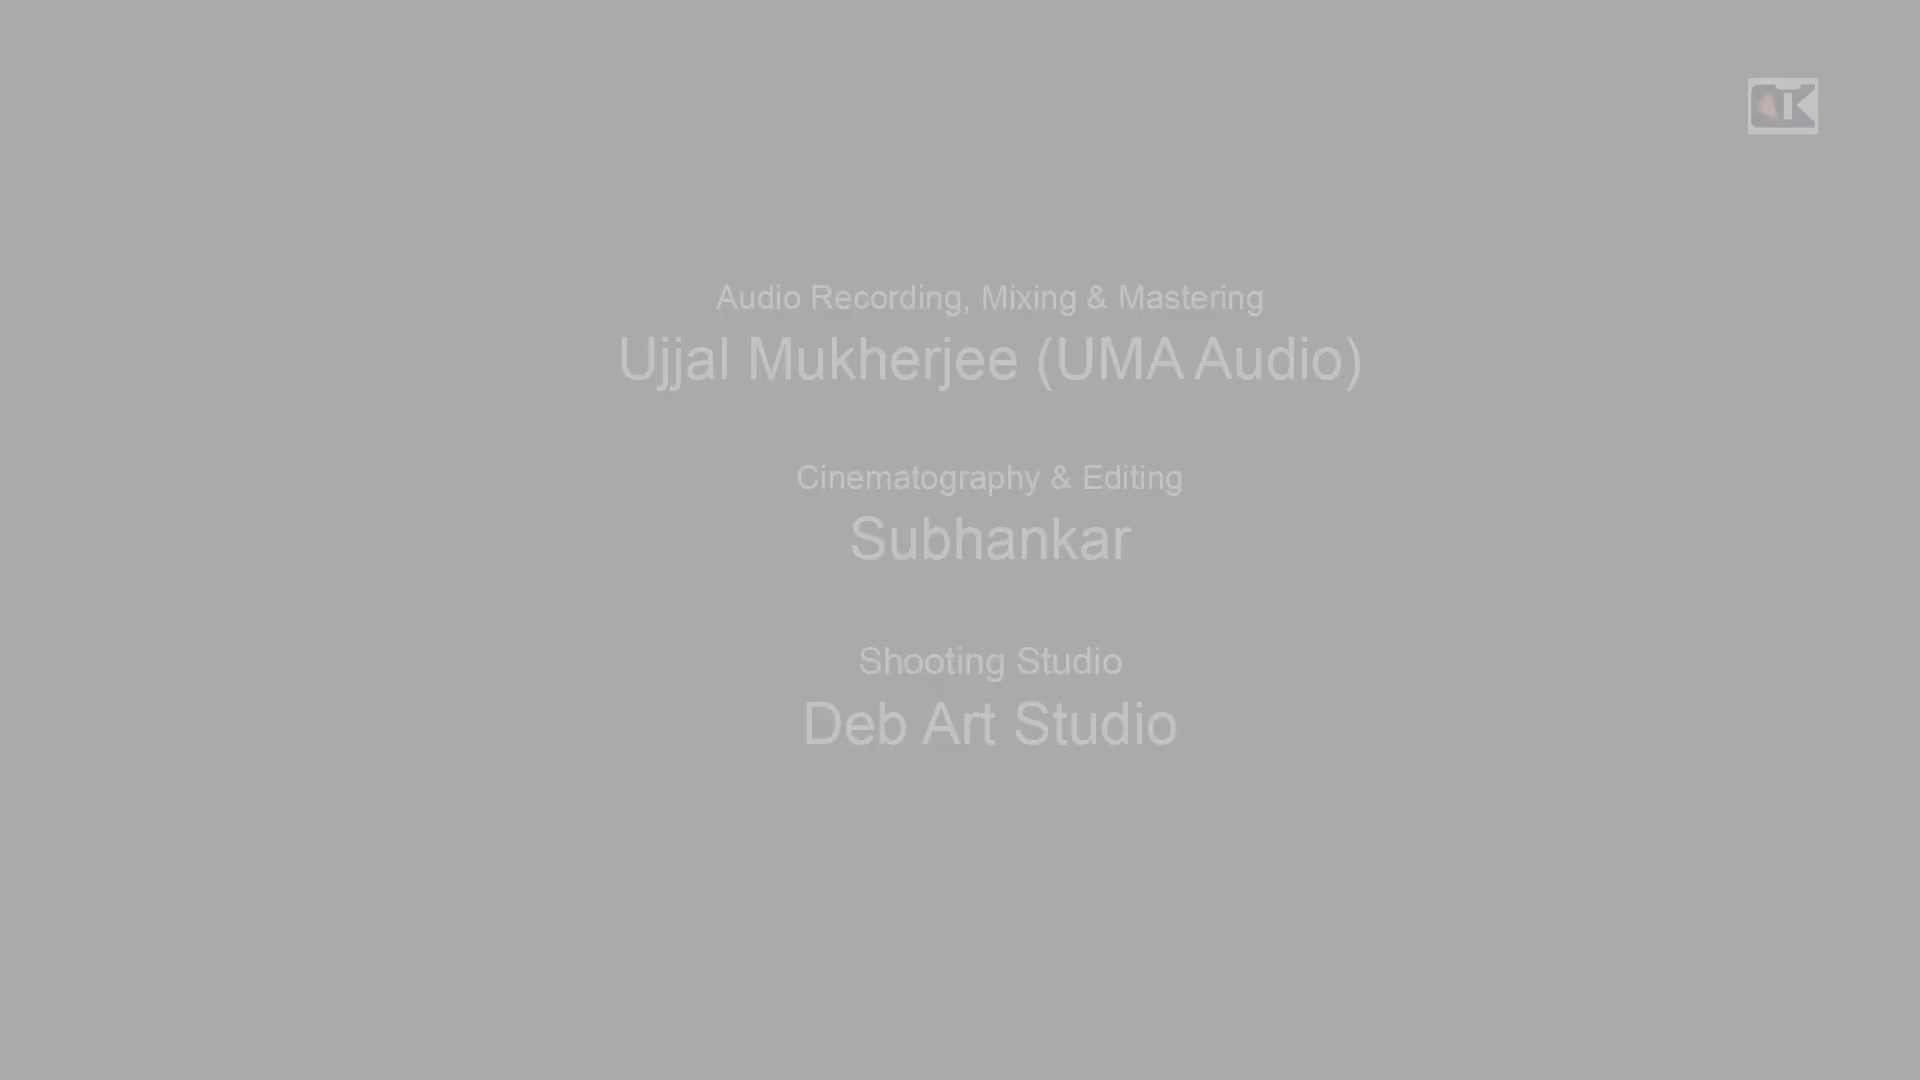 Audio Recording, Mixing & Mastering
Ujjal Mukherjee (UMA Audio)
Cinematography & Editing
Subhankar
Shooting Studio
Deb Art Studio